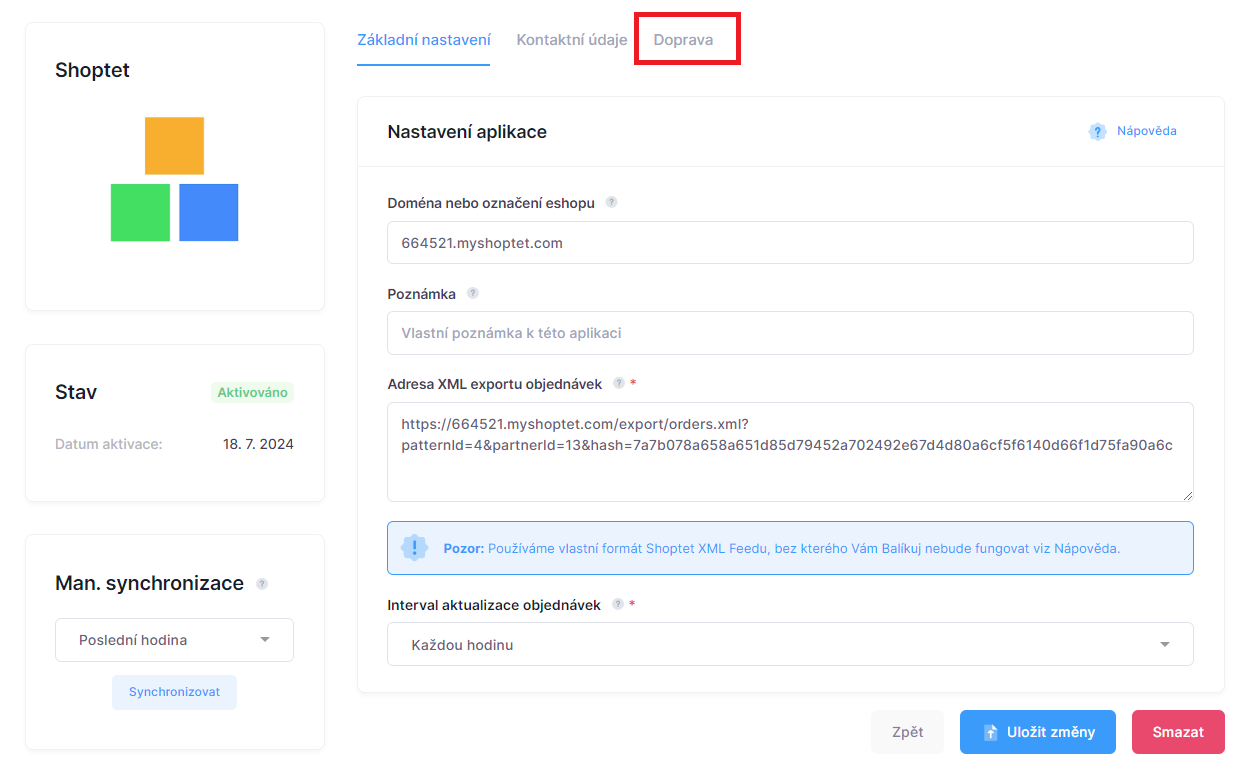 Shoptet
Stav
Aktivováno
Datum aktivace:
18. 7. 2024
Man. synchronizace ?
Poslední hodina
Synchronizovat
Základní nastavení
Kontaktní údaje
Doprava
Nastavení aplikace
? Nápověda
Doména nebo označení eshopu ?
664521.myshoptet.com
Poznámka ?
Vlastní poznámka k této aplikaci
Adresa XML exportu objednávek ? *
https://664521.myshoptet.com/export/orders.xml?
patternId=4&partnerId=13&hash=7a7b078a658a651d85d79452a702492e67d4d80a6cf5f6140d66f1d75fa90a6c
! Pozor: Používáme vlastní formát Shoptet XML Feedu, bez kterého Vám Balíkuj nebude fungovat viz Nápověda.
Interval aktualizace objednávek ? *
Každou hodinu
Zpět
Uložit změny
Smazat